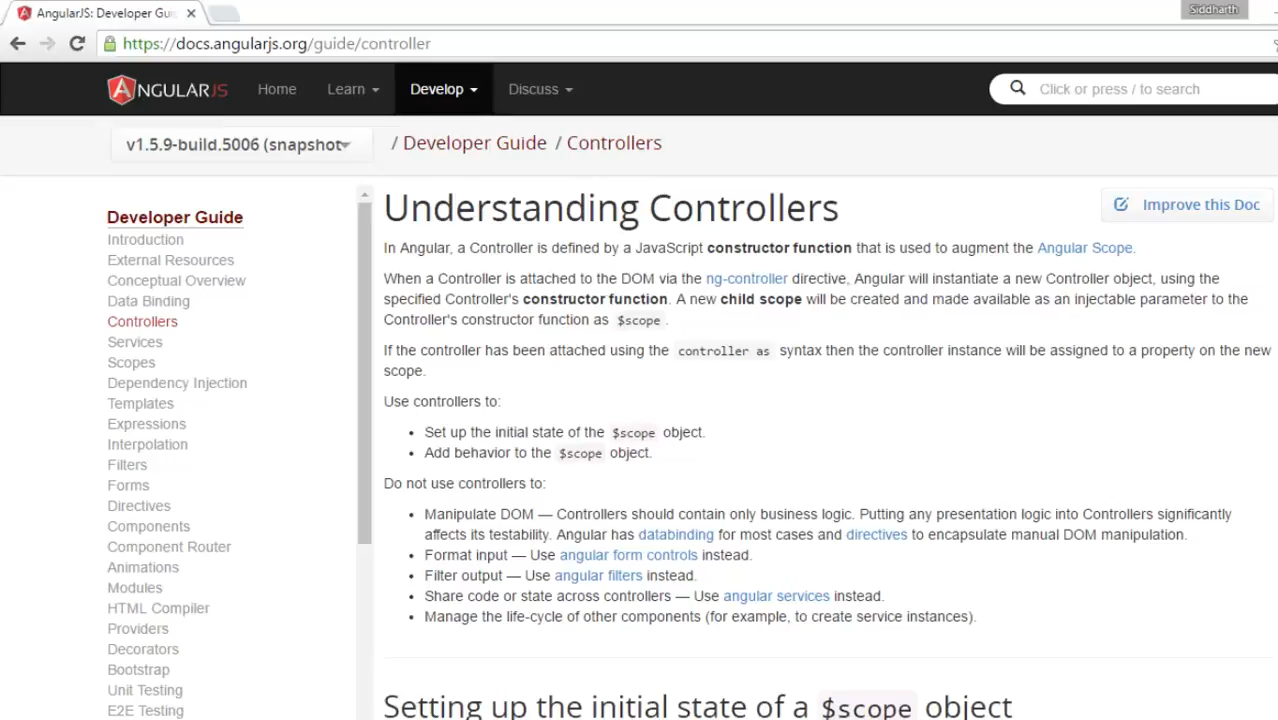 AngularJS: Developer Gu
Siddharth
https://docs.angularjs.org/guide/controller
ANGULARJS Home Learn Develop Discuss Click or press / to search
v1.5.9-build.5006 (snapshot / Developer Guide / Controllers
Developer Guide
Introduction
External Resources
Conceptual Overview
Data Binding
Controllers
Services
Scopes
Dependency Injection
Templates
Expressions
Interpolation
Filters
Forms
Directives
Components
Component Router
Animations
Modules
HTML Compiler
Providers
Decorators
Bootstrap
Unit Testing
E2E Testing
Understanding Controllers
Improve this Doc
In Angular, a Controller is defined by a JavaScript constructor function that is used to augment the Angular Scope.
When a Controller is attached to the DOM via the ng-controller directive, Angular will instantiate a new Controller object, using the
specified Controller's constructor function. A new child scope will be created and made available as an injectable parameter to the
Controller's constructor function as $scope.
If the controller has been attached using the controller as syntax then the controller instance will be assigned to a property on the new
scope.
Use controllers to:
• Set up the initial state of the $scope object.
• Add behavior to the $scope object.
Do not use controllers to:
• Manipulate DOM — Controllers should contain only business logic. Putting any presentation logic into Controllers significantly
affects its testability. Angular has databinding for most cases and directives to encapsulate manual DOM manipulation.
• Format input — Use angular form controls instead.
• Filter output — Use angular filters instead.
• Share code or state across controllers — Use angular services instead.
• Manage the life-cycle of other components (for example, to create service instances).
Setting up the initial state of a $scope object